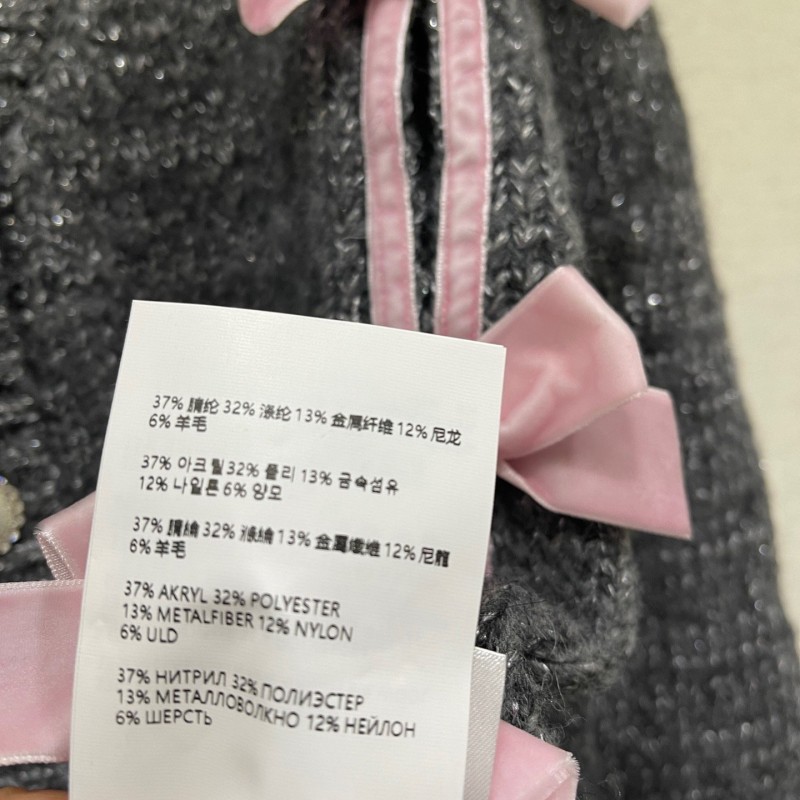 37% 腈纶 32% 涤纶 13% 金属纤维 12% 尼龙
6% 羊毛
37% 아크릴 32% 폴리 13% 금속섬유
12% 나일론 6% 양모
37% 腈綸 32% 滌綸 13% 金屬纖維 12% 尼龍
6% 羊毛
37% AKRYL 32% POLYESTER
13% METALFIBER 12% NYLON
6% ULD
37% НИТРИЛ 32% ПОЛИЭСТЕР
13% МЕТАЛЛОВОЛКНО 12% НЕЙЛОН
6% ШЕРСТЬ